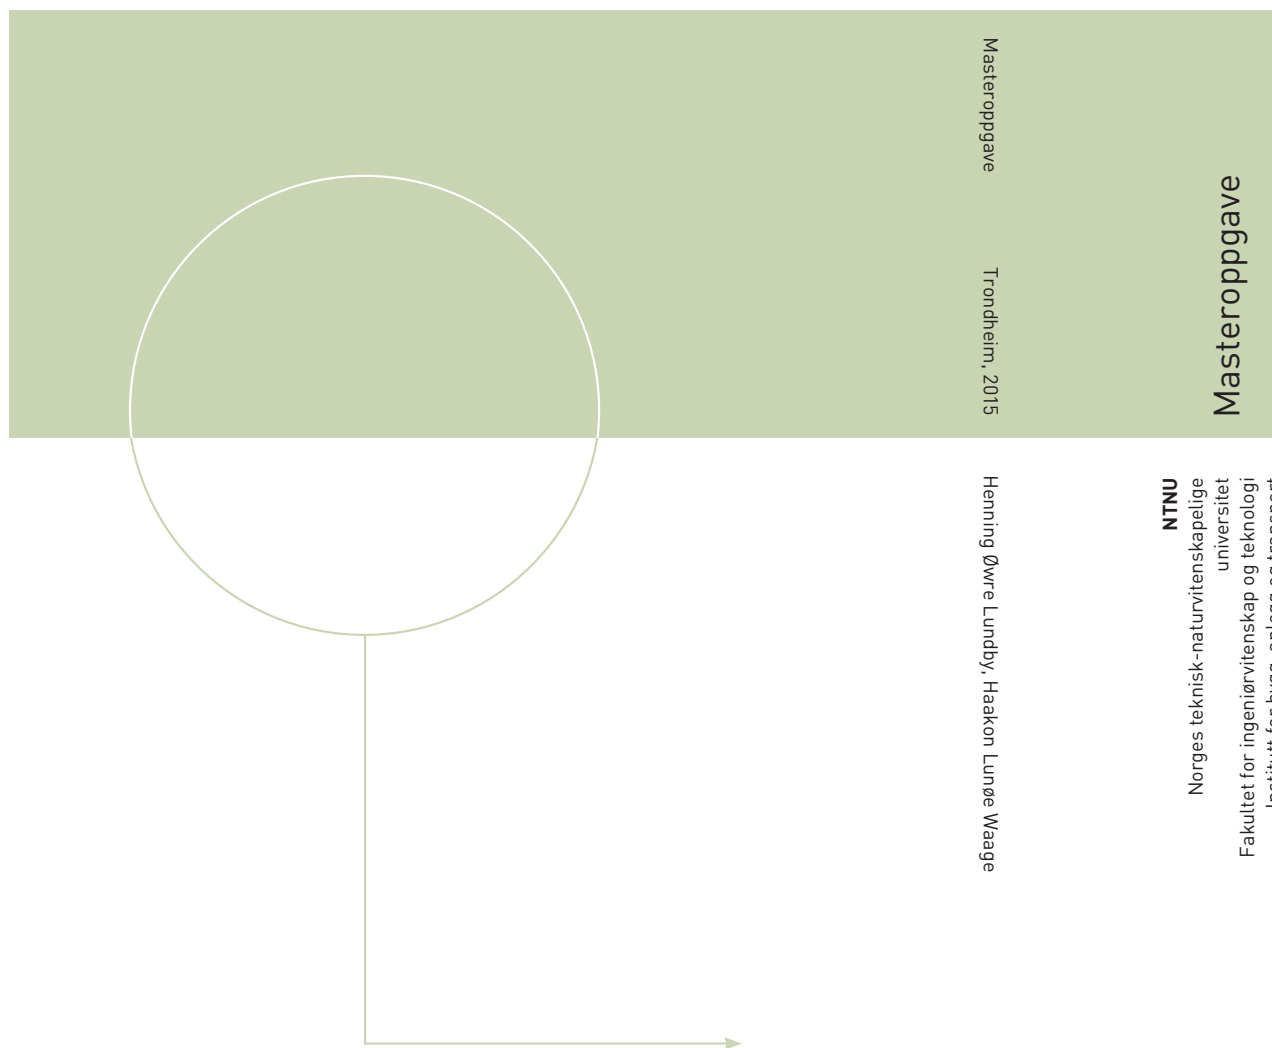 Masteroppgave
Trondheim, 2015
Henning Øwre Lundby, Haakon Lunøe Waage
Masteroppgave
NTNU
Norges teknisk-naturvitenskapelige
universitet
Fakultet for ingeniørvitenskap og teknologi